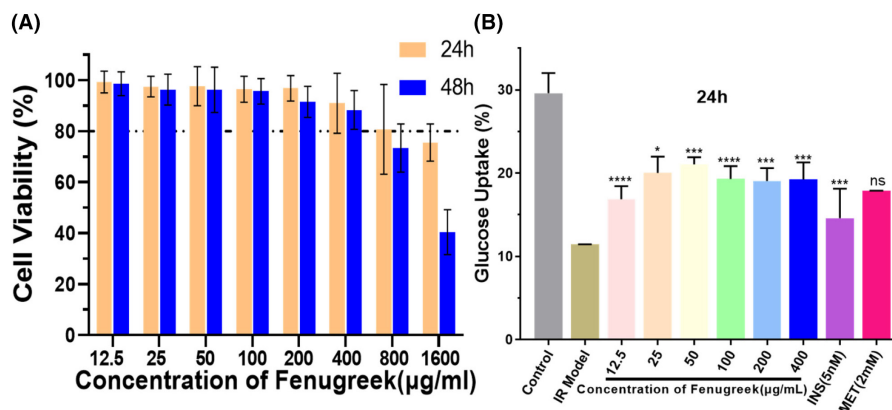 (A)
24h
48h
Cell Viability (%)
100
80
60
40
20
0
12.5 25 50 100 200 400 800 1600
Concentration of Fenugreek(µg/ml)
(B)
24h
Glucose Uptake (%)
30
20
10
0
**** * *** **** *** *** *** ns
Control IR Model 12.5 25 50 100 200 400 INS(5nM) MET(2mM)
Concentration of Fenugreek(µg/mL)